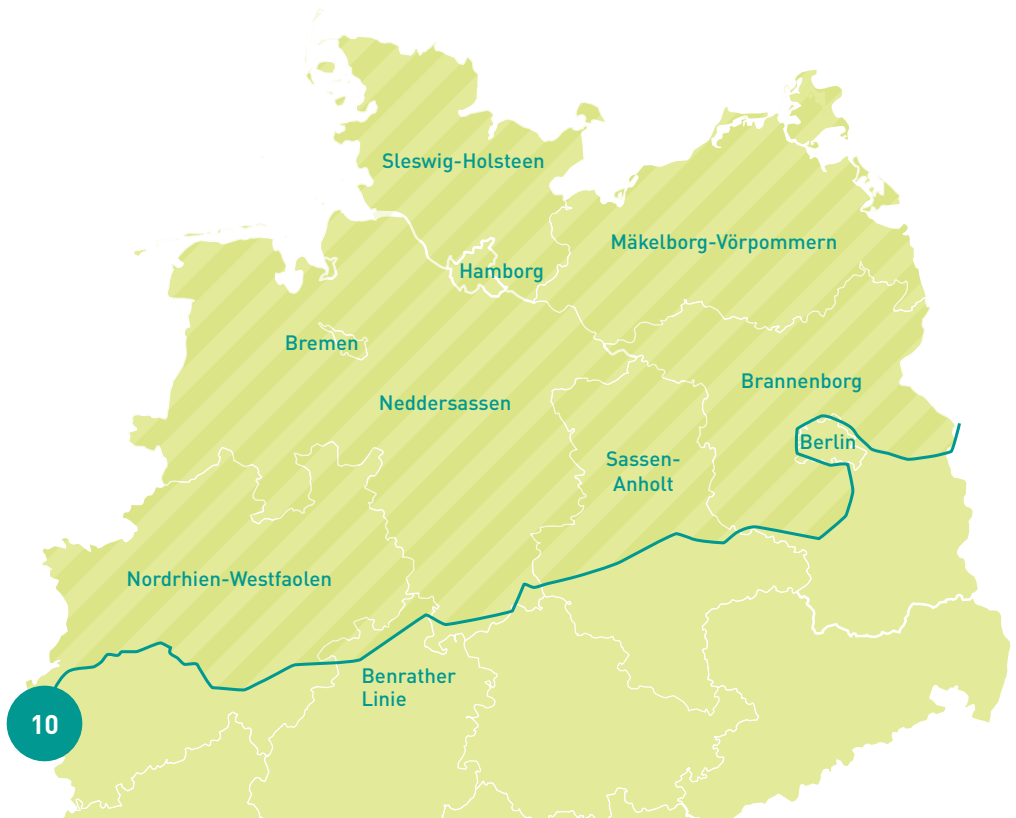 Sleswig-Holsteen
Mäkelborg-Vörpommern
Hamborg
Bremen
Brannenborg
Neddersassen
Berlin
Sassen-
Anholt
Nordrhien-Westfaolen
Benrather
Linie
10